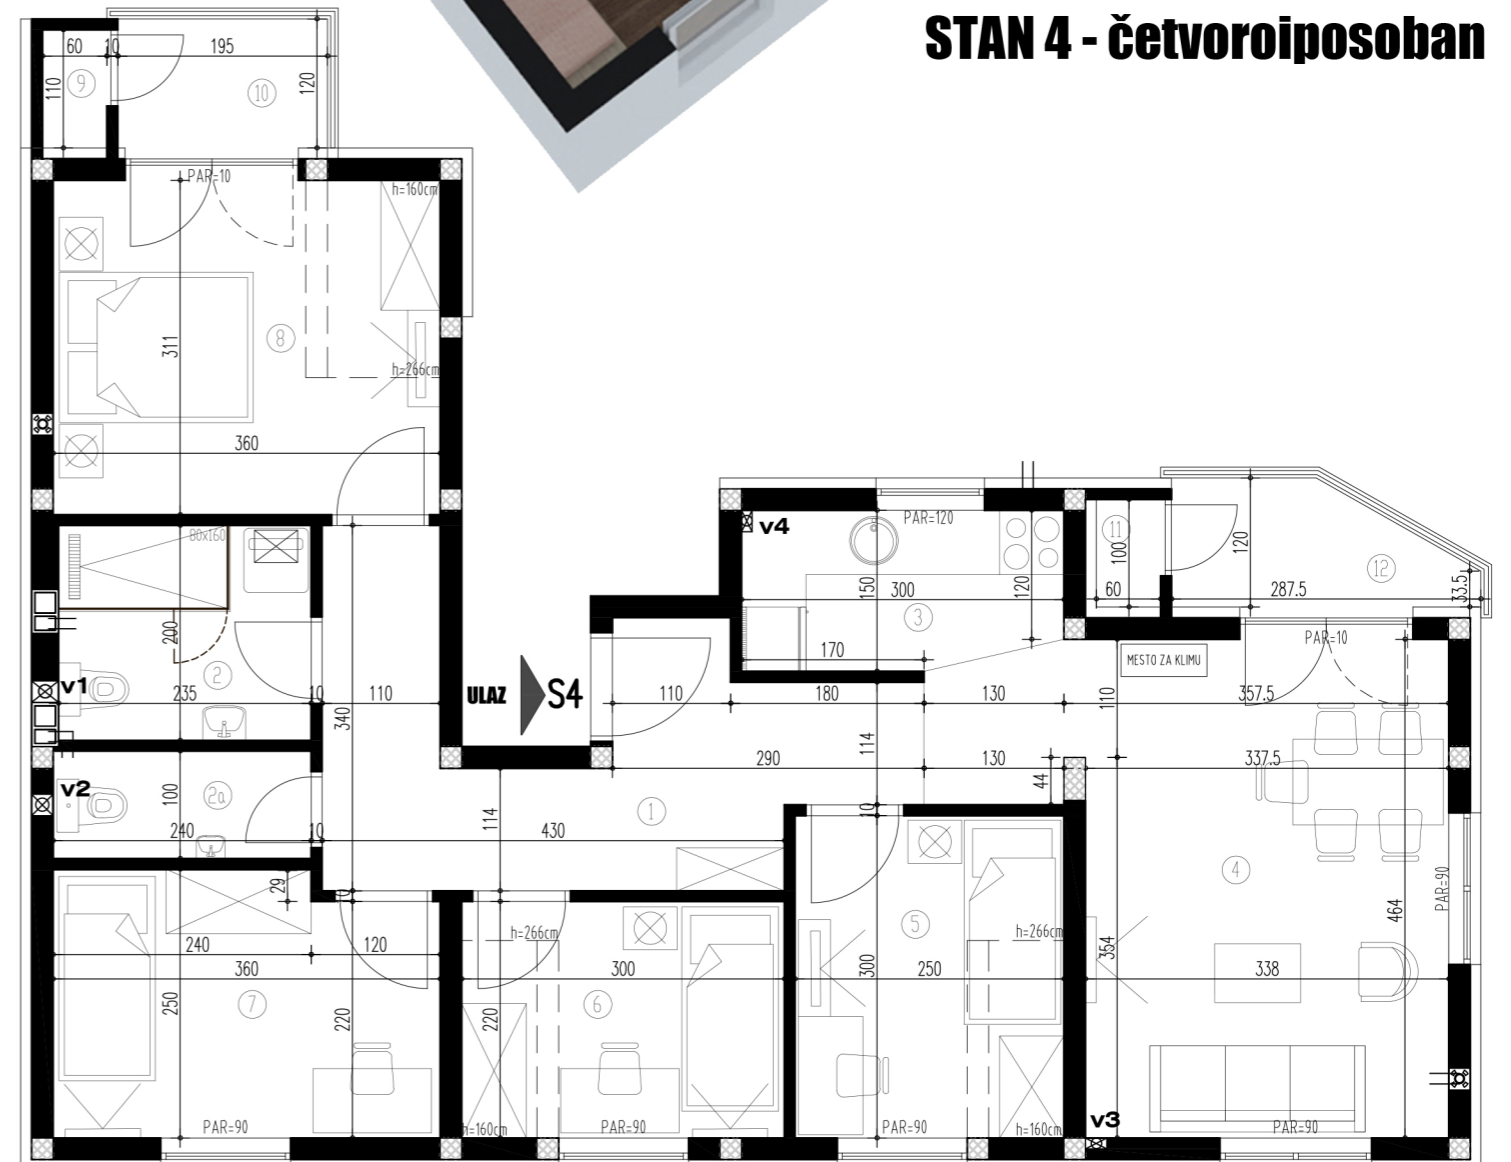 STAN 4 - četvoroiposoban
60
10
195
120
110
9
10
PAR=10
h=160cm
311
8
h=266cm
360
80x160
200
2
v1
235
10
110
340
ULAZ
S4
v2
100
2a
240
10
1
114
430
v4
PAR=120
150
300
120
3
170
11
100
60
120
12
287.5
33.5
PAR=10
MESTO ZA KLIMU
110
180
130
110
357.5
114
290
130
44
337.5
10
4
PAR=90
464
354
338
v3
PAR=90
29
10
240
120
360
250
7
220
PAR=90
h=266cm
300
6
220
h=160cm
PAR=90
5
h=266cm
300
250
PAR=90
h=160cm